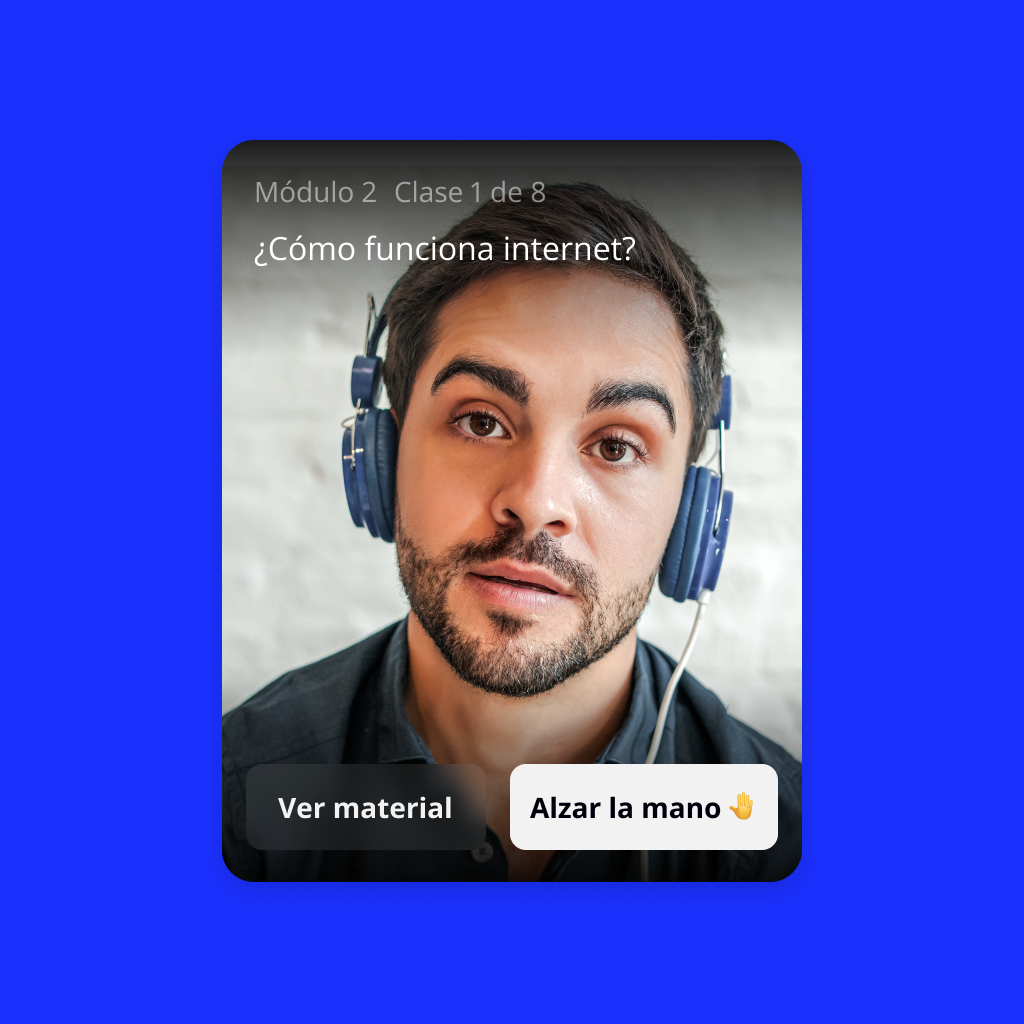 Módulo 2 Clase 1 de 8
¿Cómo funciona internet?
Ver material
Alzar la mano 🤚